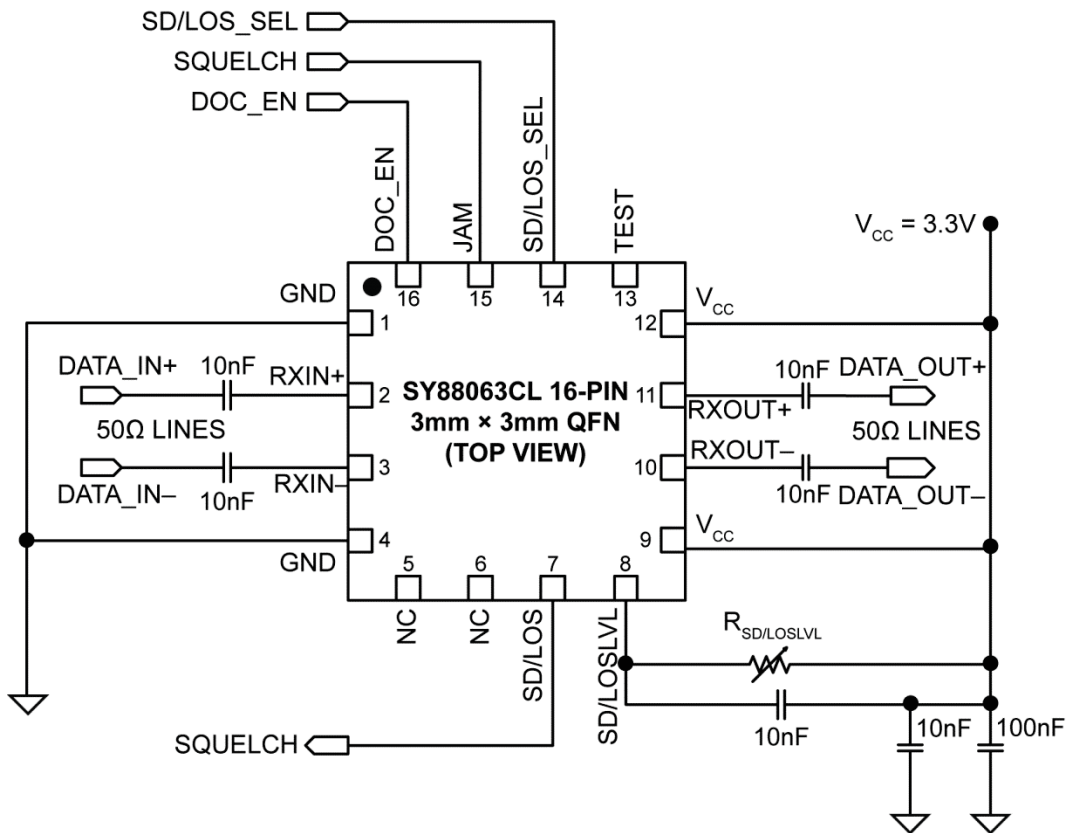 SD/LOS_SEL
SQUELCH
DOC_EN
DOC_EN
JAM
SD/LOS_SEL
TEST
V_CC = 3.3V
GND
16
15
14
13
V_CC
1
12
DATA_IN+
10nF
RXIN+
2
SY88063CL 16-PIN
3mm × 3mm QFN
(TOP VIEW)
11
RXOUT+
10nF
DATA_OUT+
50Ω LINES
50Ω LINES
DATA_IN–
10nF
RXIN–
3
10
RXOUT–
10nF
DATA_OUT–
GND
4
9
V_CC
5
6
7
8
NC
NC
SD/LOS
SD/LOSLVL
R_SD/LOSLVL
10nF
10nF
100nF
SQUELCH